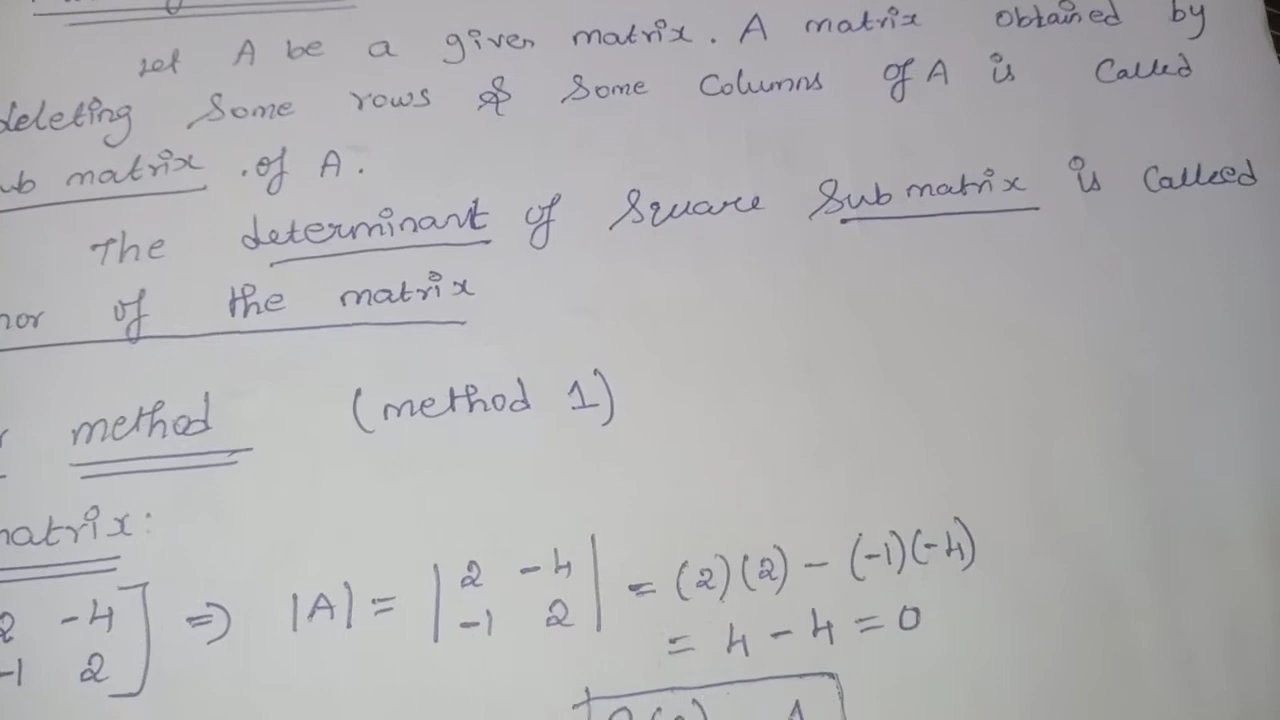 Let A be a given matrix. A matrix obtained by
deleting some rows & some columns of A is called
sub matrix of A.
The determinant of square submatrix is called
nor of the matrix
method (method 1)
matrix:
2 -4 ⇒ |A| = | 2 -4 | = (2)(2) - (-1)(-4)
-1 2 -1 2 = 4 - 4 = 0